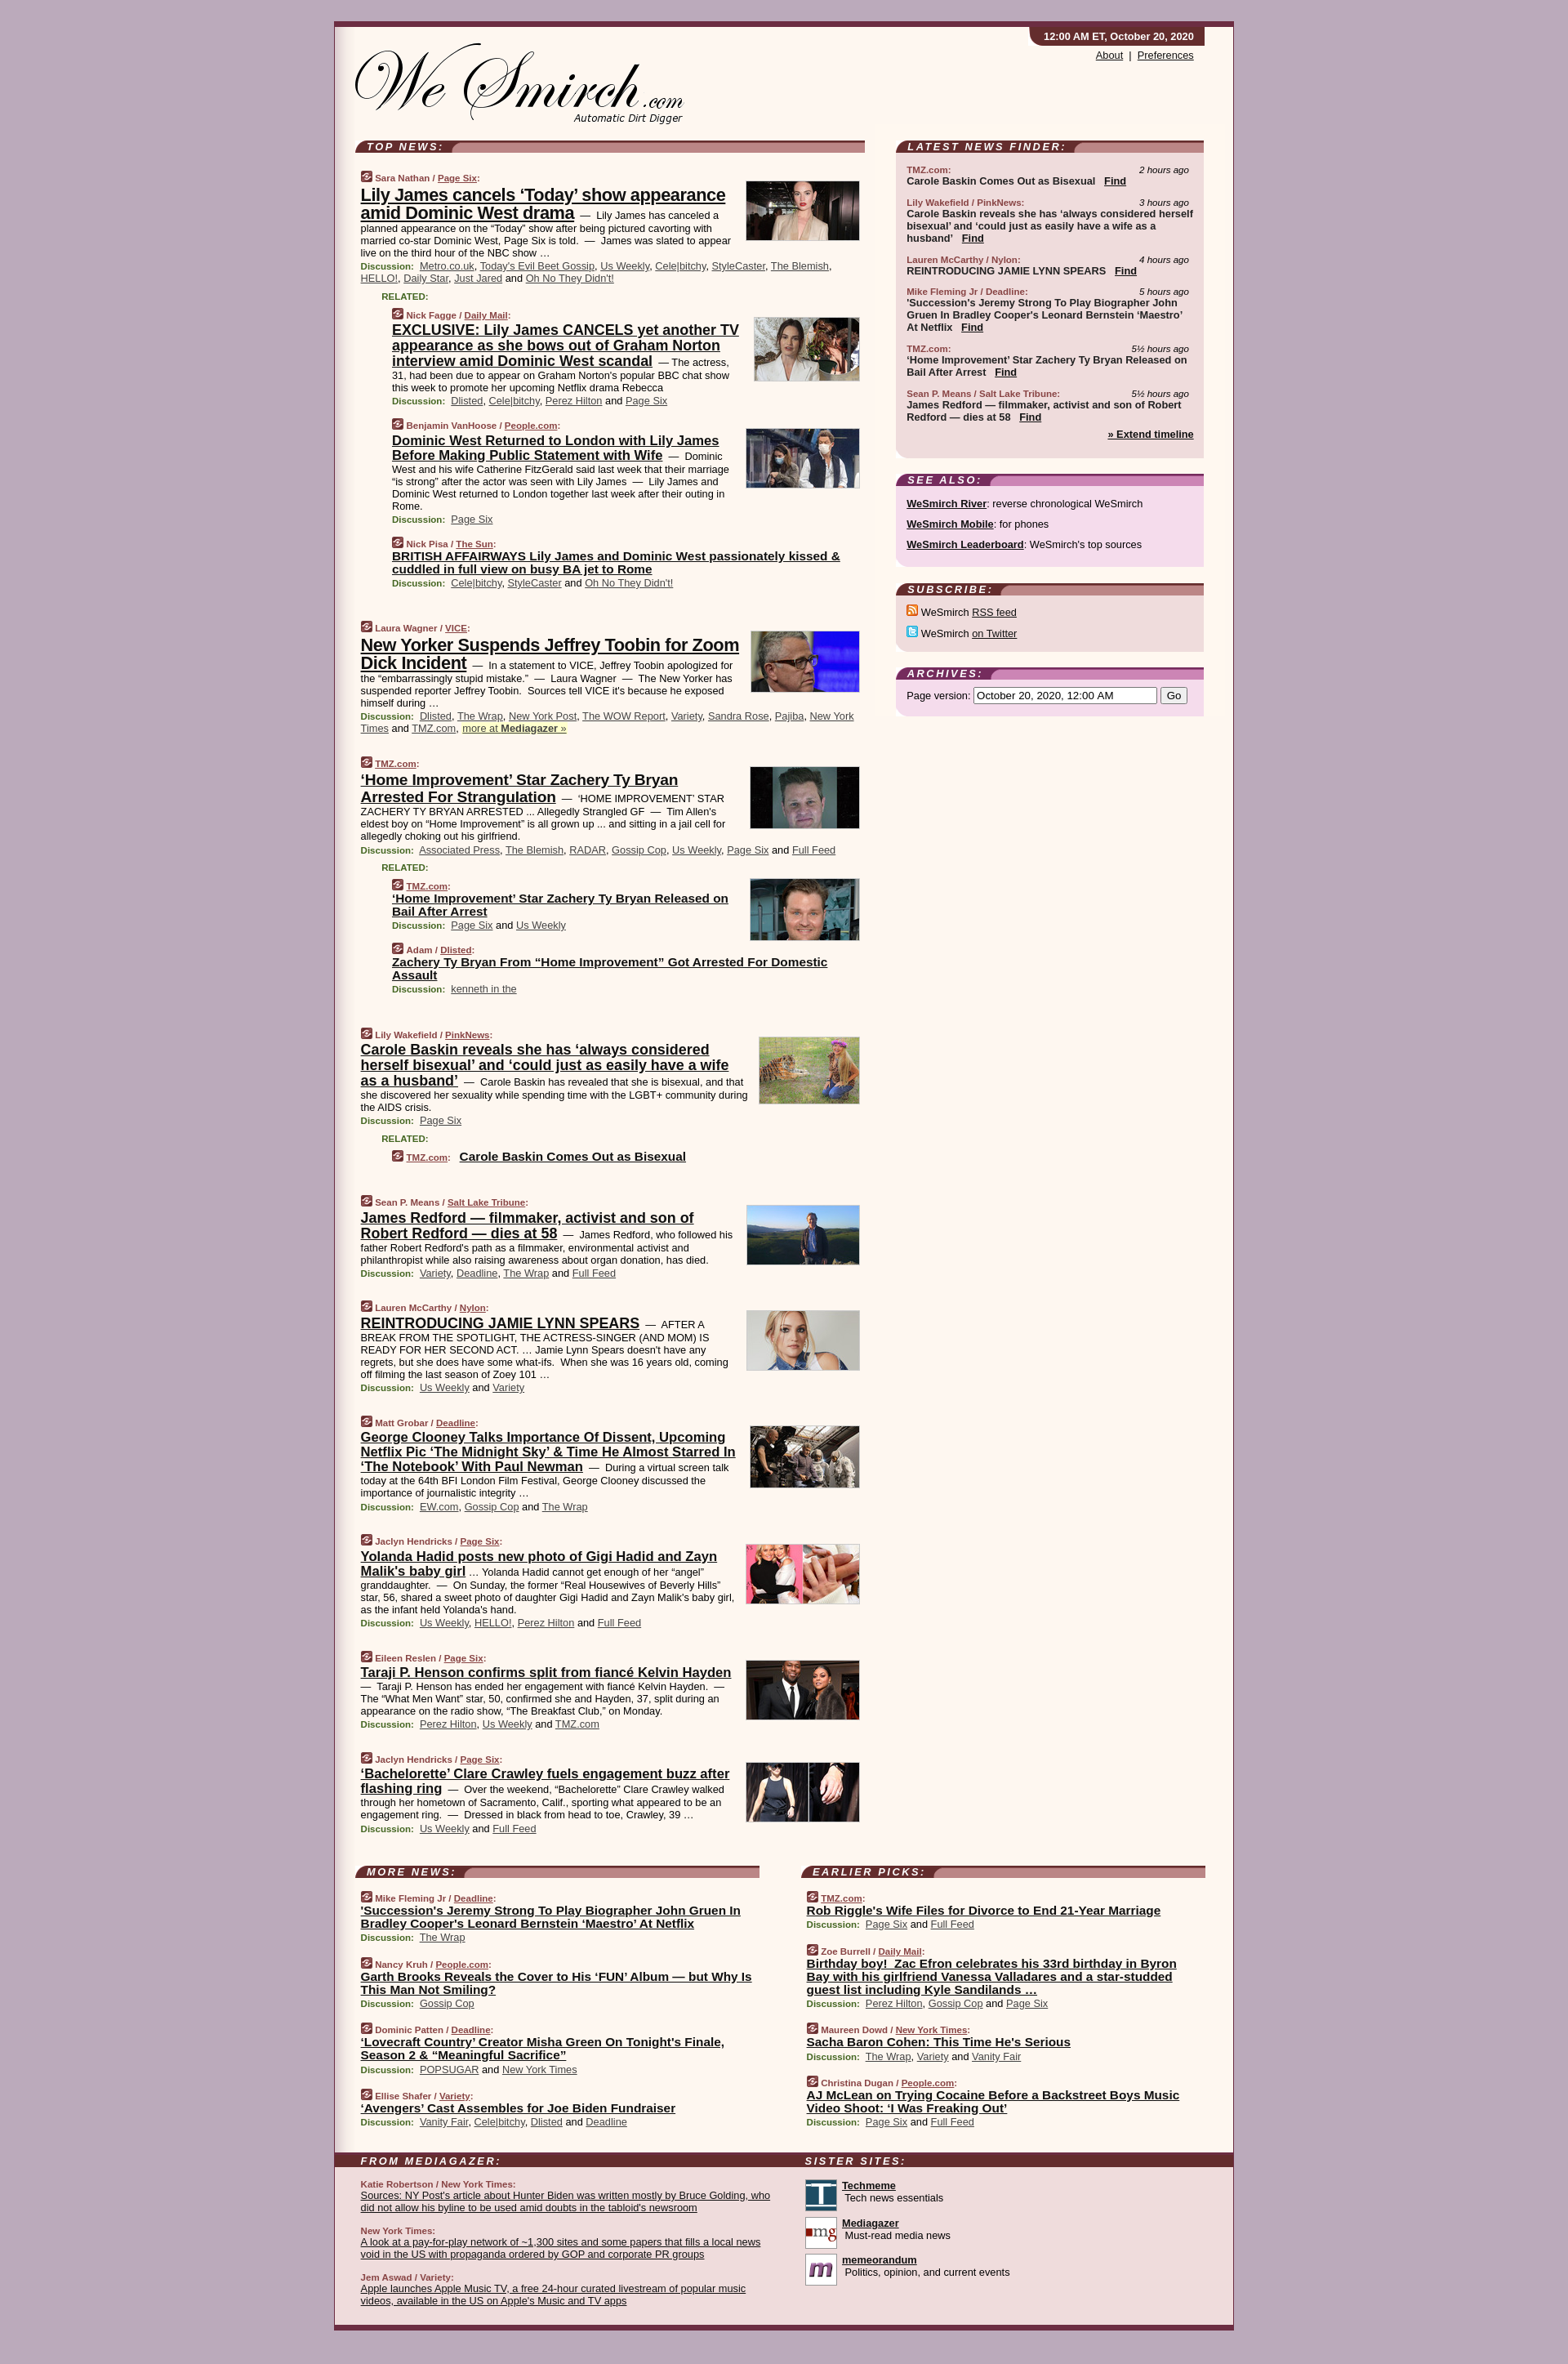 12:00 AM ET, October 20, 2020
About | Preferences
We Smirch.com
Automatic Dirt Digger
TOP NEWS:
Sara Nathan / Page Six:
Lily James cancels ‘Today’ show appearance
amid Dominic West drama — Lily James has canceled a
planned appearance on the “Today” show after being pictured cavorting with
married co-star Dominic West, Page Six is told. — James was slated to appear
live on the third hour of the NBC show …
Discussion: Metro.co.uk, Today's Evil Beet Gossip, Us Weekly, Cele|bitchy, StyleCaster, The Blemish,
HELLO!, Daily Star, Just Jared and Oh No They Didn't!
RELATED:
Nick Fagge / Daily Mail:
EXCLUSIVE: Lily James CANCELS yet another TV
appearance as she bows out of Graham Norton
interview amid Dominic West scandal — The actress,
31, had been due to appear on Graham Norton's popular BBC chat show
this week to promote her upcoming Netflix drama Rebecca
Discussion: Dlisted, Cele|bitchy, Perez Hilton and Page Six
Benjamin VanHoose / People.com:
Dominic West Returned to London with Lily James
Before Making Public Statement with Wife — Dominic
West and his wife Catherine FitzGerald said last week that their marriage
“is strong” after the actor was seen with Lily James — Lily James and
Dominic West returned to London together last week after their outing in
Rome.
Discussion: Page Six
Nick Pisa / The Sun:
BRITISH AFFAIRWAYS Lily James and Dominic West passionately kissed &
cuddled in full view on busy BA jet to Rome
Discussion: Cele|bitchy, StyleCaster and Oh No They Didn't!
Laura Wagner / VICE:
New Yorker Suspends Jeffrey Toobin for Zoom
Dick Incident — In a statement to VICE, Jeffrey Toobin apologized for
the “embarrassingly stupid mistake.” — Laura Wagner — The New Yorker has
suspended reporter Jeffrey Toobin. Sources tell VICE it's because he exposed
himself during …
Discussion: Dlisted, The Wrap, New York Post, The WOW Report, Variety, Sandra Rose, Pajiba, New York
Times and TMZ.com, more at Mediagazer »
TMZ.com:
‘Home Improvement’ Star Zachery Ty Bryan
Arrested For Strangulation — ‘HOME IMPROVEMENT’ STAR
ZACHERY TY BRYAN ARRESTED ... Allegedly Strangled GF — Tim Allen's
eldest boy on “Home Improvement” is all grown up ... and sitting in a jail cell for
allegedly choking out his girlfriend.
Discussion: Associated Press, The Blemish, RADAR, Gossip Cop, Us Weekly, Page Six and Full Feed
RELATED:
TMZ.com:
‘Home Improvement’ Star Zachery Ty Bryan Released on
Bail After Arrest
Discussion: Page Six and Us Weekly
Adam / Dlisted:
Zachery Ty Bryan From “Home Improvement” Got Arrested For Domestic
Assault
Discussion: kenneth in the
Lily Wakefield / PinkNews:
Carole Baskin reveals she has ‘always considered
herself bisexual’ and ‘could just as easily have a wife
as a husband’ — Carole Baskin has revealed that she is bisexual, and that
she discovered her sexuality while spending time with the LGBT+ community during
the AIDS crisis.
Discussion: Page Six
RELATED:
TMZ.com: Carole Baskin Comes Out as Bisexual
Sean P. Means / Salt Lake Tribune:
James Redford — filmmaker, activist and son of
Robert Redford — dies at 58 — James Redford, who followed his
father Robert Redford's path as a filmmaker, environmental activist and
philanthropist while also raising awareness about organ donation, has died.
Discussion: Variety, Deadline, The Wrap and Full Feed
Lauren McCarthy / Nylon:
REINTRODUCING JAMIE LYNN SPEARS — AFTER A
BREAK FROM THE SPOTLIGHT, THE ACTRESS-SINGER (AND MOM) IS
READY FOR HER SECOND ACT. … Jamie Lynn Spears doesn't have any
regrets, but she does have some what-ifs. When she was 16 years old, coming
off filming the last season of Zoey 101 …
Discussion: Us Weekly and Variety
Matt Grobar / Deadline:
George Clooney Talks Importance Of Dissent, Upcoming
Netflix Pic ‘The Midnight Sky’ & Time He Almost Starred In
‘The Notebook’ With Paul Newman — During a virtual screen talk
today at the 64th BFI London Film Festival, George Clooney discussed the
importance of journalistic integrity …
Discussion: EW.com, Gossip Cop and The Wrap
Jaclyn Hendricks / Page Six:
Yolanda Hadid posts new photo of Gigi Hadid and Zayn
Malik's baby girl … Yolanda Hadid cannot get enough of her “angel”
granddaughter. — On Sunday, the former “Real Housewives of Beverly Hills”
star, 56, shared a sweet photo of daughter Gigi Hadid and Zayn Malik's baby girl,
as the infant held Yolanda's hand.
Discussion: Us Weekly, HELLO!, Perez Hilton and Full Feed
Eileen Reslen / Page Six:
Taraji P. Henson confirms split from fiancé Kelvin Hayden
— Taraji P. Henson has ended her engagement with fiancé Kelvin Hayden. —
The “What Men Want” star, 50, confirmed she and Hayden, 37, split during an
appearance on the radio show, “The Breakfast Club,” on Monday.
Discussion: Perez Hilton, Us Weekly and TMZ.com
Jaclyn Hendricks / Page Six:
‘Bachelorette’ Clare Crawley fuels engagement buzz after
flashing ring — Over the weekend, “Bachelorette” Clare Crawley walked
through her hometown of Sacramento, Calif., sporting what appeared to be an
engagement ring. — Dressed in black from head to toe, Crawley, 39 …
Discussion: Us Weekly and Full Feed
LATEST NEWS FINDER:
TMZ.com: 2 hours ago
Carole Baskin Comes Out as Bisexual Find
Lily Wakefield / PinkNews: 3 hours ago
Carole Baskin reveals she has ‘always considered herself
bisexual’ and ‘could just as easily have a wife as a
husband’ Find
Lauren McCarthy / Nylon: 4 hours ago
REINTRODUCING JAMIE LYNN SPEARS Find
Mike Fleming Jr / Deadline: 5 hours ago
'Succession's Jeremy Strong To Play Biographer John
Gruen In Bradley Cooper's Leonard Bernstein ‘Maestro’
At Netflix Find
TMZ.com: 5½ hours ago
‘Home Improvement’ Star Zachery Ty Bryan Released on
Bail After Arrest Find
Sean P. Means / Salt Lake Tribune: 5½ hours ago
James Redford — filmmaker, activist and son of Robert
Redford — dies at 58 Find
» Extend timeline
SEE ALSO:
WeSmirch River: reverse chronological WeSmirch
WeSmirch Mobile: for phones
WeSmirch Leaderboard: WeSmirch's top sources
SUBSCRIBE:
WeSmirch RSS feed
WeSmirch on Twitter
ARCHIVES:
Page version: October 20, 2020, 12:00 AM Go
MORE NEWS:
Mike Fleming Jr / Deadline:
'Succession's Jeremy Strong To Play Biographer John Gruen In
Bradley Cooper's Leonard Bernstein ‘Maestro’ At Netflix
Discussion: The Wrap
Nancy Kruh / People.com:
Garth Brooks Reveals the Cover to His ‘FUN’ Album — but Why Is
This Man Not Smiling?
Discussion: Gossip Cop
Dominic Patten / Deadline:
‘Lovecraft Country’ Creator Misha Green On Tonight's Finale,
Season 2 & “Meaningful Sacrifice”
Discussion: POPSUGAR and New York Times
Ellise Shafer / Variety:
‘Avengers’ Cast Assembles for Joe Biden Fundraiser
Discussion: Vanity Fair, Cele|bitchy, Dlisted and Deadline
EARLIER PICKS:
TMZ.com:
Rob Riggle's Wife Files for Divorce to End 21-Year Marriage
Discussion: Page Six and Full Feed
Zoe Burrell / Daily Mail:
Birthday boy! Zac Efron celebrates his 33rd birthday in Byron
Bay with his girlfriend Vanessa Valladares and a star-studded
guest list including Kyle Sandilands …
Discussion: Perez Hilton, Gossip Cop and Page Six
Maureen Dowd / New York Times:
Sacha Baron Cohen: This Time He's Serious
Discussion: The Wrap, Variety and Vanity Fair
Christina Dugan / People.com:
AJ McLean on Trying Cocaine Before a Backstreet Boys Music
Video Shoot: ‘I Was Freaking Out’
Discussion: Page Six and Full Feed
FROM MEDIAGAZER:
Katie Robertson / New York Times:
Sources: NY Post's article about Hunter Biden was written mostly by Bruce Golding, who
did not allow his byline to be used amid doubts in the tabloid's newsroom
New York Times:
A look at a pay-for-play network of ~1,300 sites and some papers that fills a local news
void in the US with propaganda ordered by GOP and corporate PR groups
Jem Aswad / Variety:
Apple launches Apple Music TV, a free 24-hour curated livestream of popular music
videos, available in the US on Apple's Music and TV apps
SISTER SITES:
T
Techmeme
Tech news essentials
mg
Mediagazer
Must-read media news
m
memeorandum
Politics, opinion, and current events